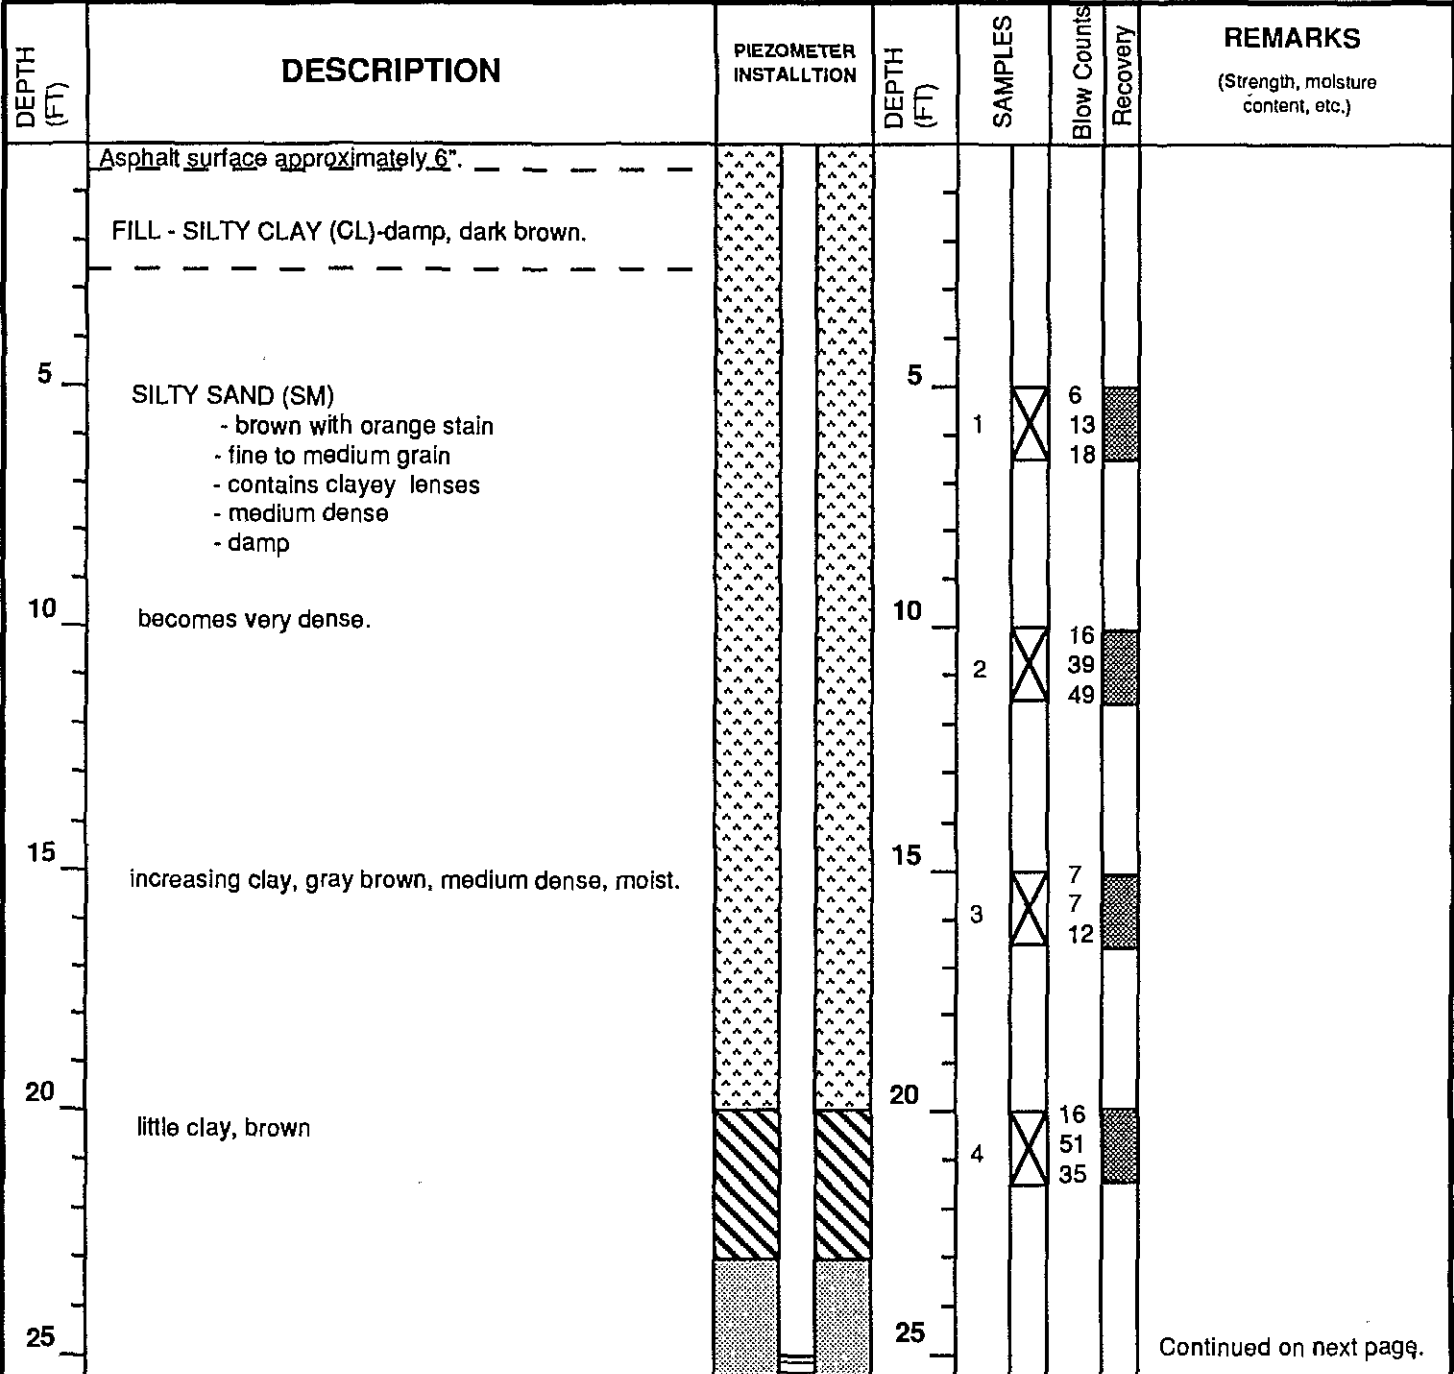 DEPTH (FT)
DESCRIPTION
PIEZOMETER
INSTALLTION
DEPTH (FT)
SAMPLES
Blow Counts
Recovery
REMARKS
(Strength, moisture
content, etc.)
Asphalt surface approximately 6".
FILL - SILTY CLAY (CL)-damp, dark brown.
5
5
SILTY SAND (SM)
- brown with orange stain
- fine to medium grain
- contains clayey lenses
- medium dense
- damp
1
6
13
18
10
10
becomes very dense.
2
16
39
49
15
15
increasing clay, gray brown, medium dense, moist.
3
7
7
12
20
20
little clay, brown
4
16
51
35
25
25
Continued on next page.